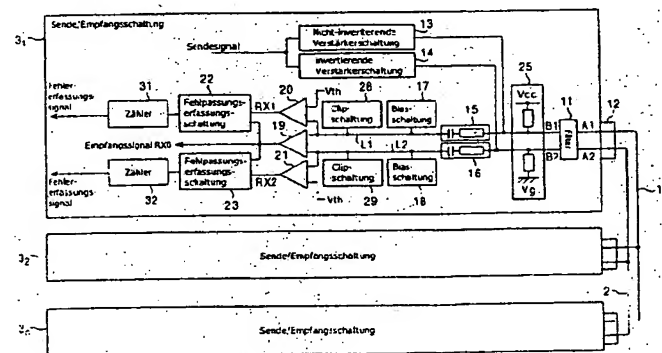 Sende/Empfangsschaltung
3₁
Sendesignal
Nicht-invertierende Verstärkerschaltung
13
invertierende Verstärkerschaltung
14
25
Vcc
Vg
Filter
11
12
B1
A1
B2
A2
1
2
Fehler-
erfassungs-
signal
31
Zähler
22
Fehlpassungs-
erfassungs-
schaltung
RX1
20
Vth
28
Clip-
schaltung
17
Bias-
schaltung
15
Empfangssignal RX0
19
L1
L2
16
Fehler-
erfassungs-
signal
32
Zähler
23
Fehlpassungs-
erfassungs-
schaltung
RX2
21
-Vth
29
Clip-
schaltung
18
Bias-
schaltung
3₂
Sende/Empfangsschaltung
Sende/Empfangsschaltung